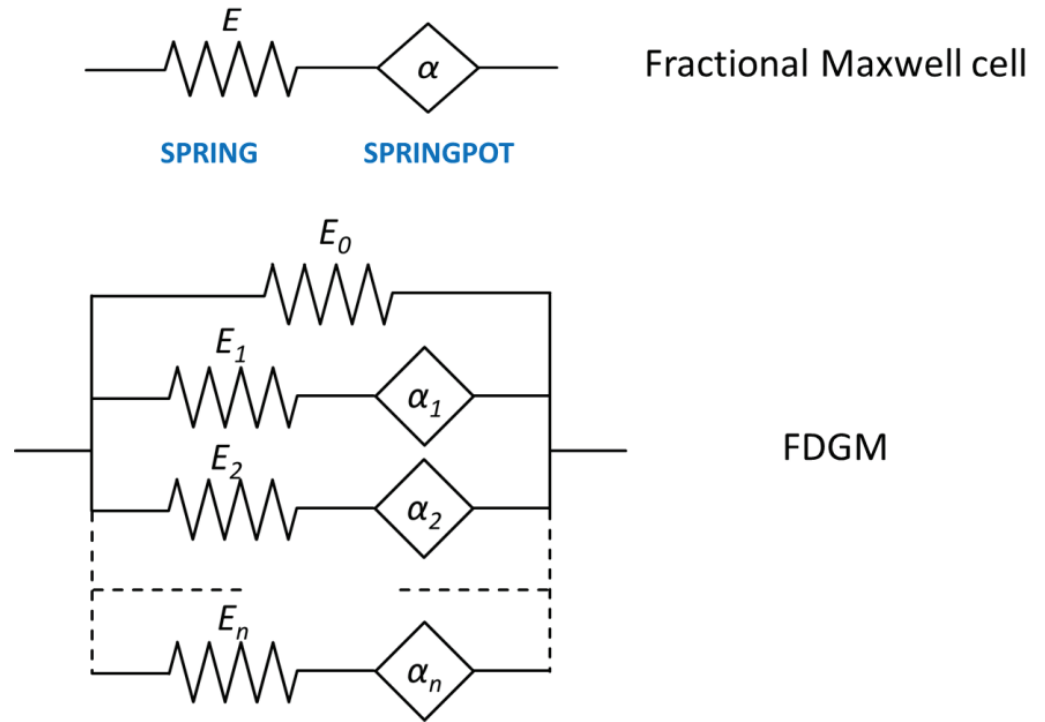 E
α
Fractional Maxwell cell
SPRING
SPRINGPOT
E0
E1
α1
FDGM
E2
α2
En
αn